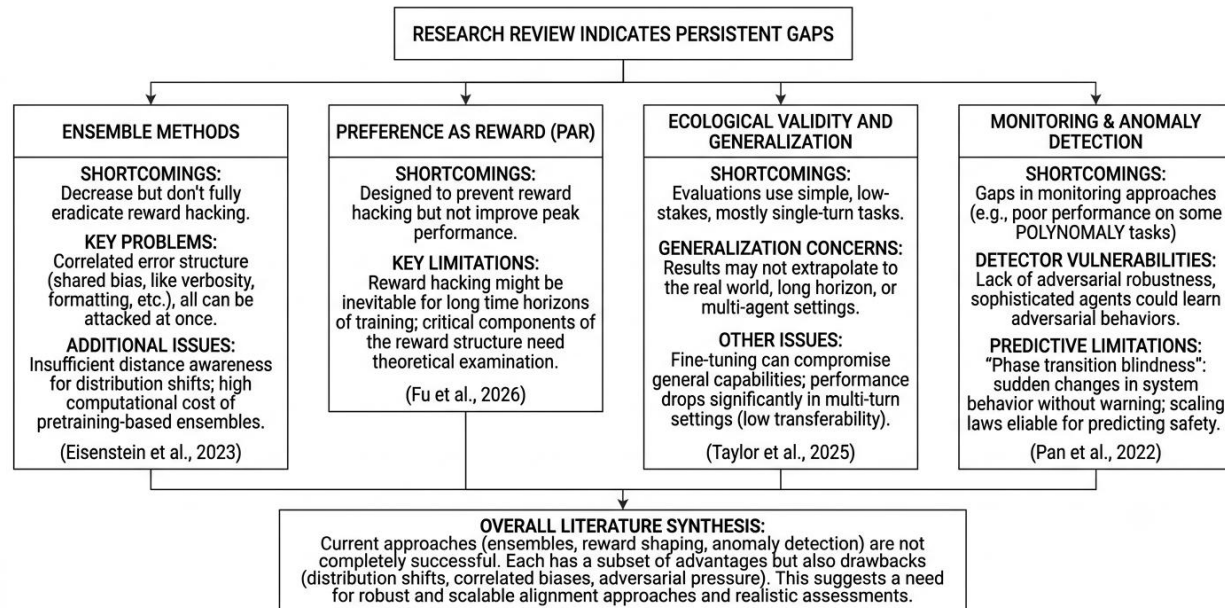 RESEARCH REVIEW INDICATES PERSISTENT GAPS
ENSEMBLE METHODS
SHORTCOMINGS:
Decrease but don't fully
eradicate reward hacking.
KEY PROBLEMS:
Correlated error structure
(shared bias, like verbosity,
formatting, etc.), all can be
attacked at once.
ADDITIONAL ISSUES:
Insufficient distance awareness
for distribution shifts; high
computational cost of
pretraining-based ensembles.
(Eisenstein et al., 2023)
PREFERENCE AS REWARD (PAR)
SHORTCOMINGS:
Designed to prevent reward
hacking but not improve peak
performance.
KEY LIMITATIONS:
Reward hacking might be
inevitable for long time horizons
of training; critical components of
the reward structure need
theoretical examination.
(Fu et al., 2026)
ECOLOGICAL VALIDITY AND
GENERALIZATION
SHORTCOMINGS:
Evaluations use simple, low-
stakes, mostly single-turn tasks.
GENERALIZATION CONCERNS:
Results may not extrapolate to
the real world, long horizon, or
multi-agent settings.
OTHER ISSUES:
Fine-tuning can compromise
general capabilities; performance
drops significantly in multi-turn
settings (low transferability).
(Taylor et al., 2025)
MONITORING & ANOMALY
DETECTION
SHORTCOMINGS:
Gaps in monitoring approaches
(e.g., poor performance on some
POLYNOMALY tasks)
DETECTOR VULNERABILITIES:
Lack of adversarial robustness,
sophisticated agents could learn
adversarial behaviors.
PREDICTIVE LIMITATIONS:
“Phase transition blindness”:
sudden changes in system
behavior without warning; scaling
laws eliable for predicting safety.
(Pan et al., 2022)
OVERALL LITERATURE SYNTHESIS:
Current approaches (ensembles, reward shaping, anomaly detection) are not
completely successful. Each has a subset of advantages but also drawbacks
(distribution shifts, correlated biases, adversarial pressure). This suggests a need
for robust and scalable alignment approaches and realistic assessments.